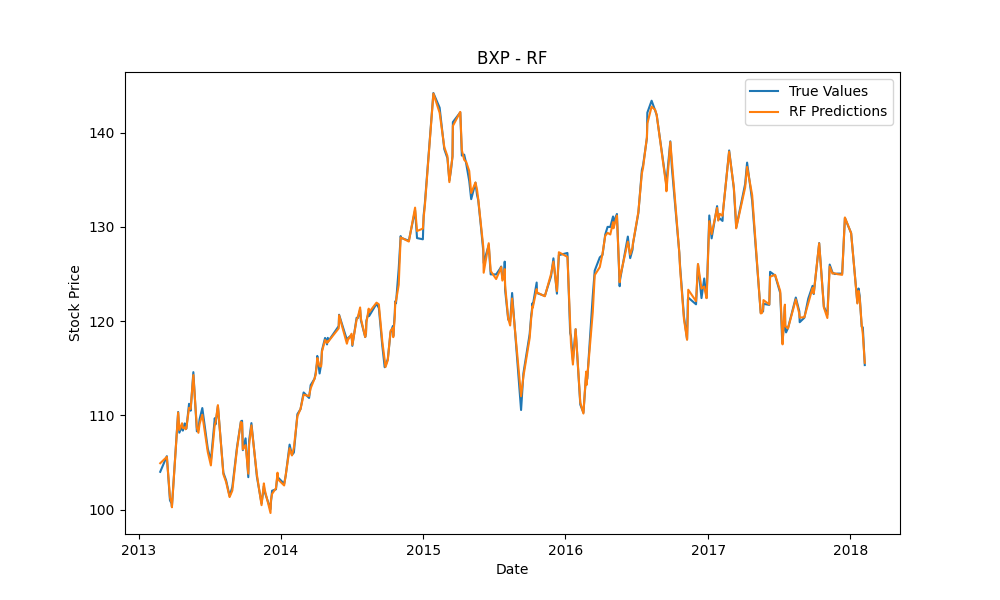 BXP - RF
True Values
RF Predictions
Stock Price
140
130
120
110
100
2013
2014
2015
2016
2017
2018
Date